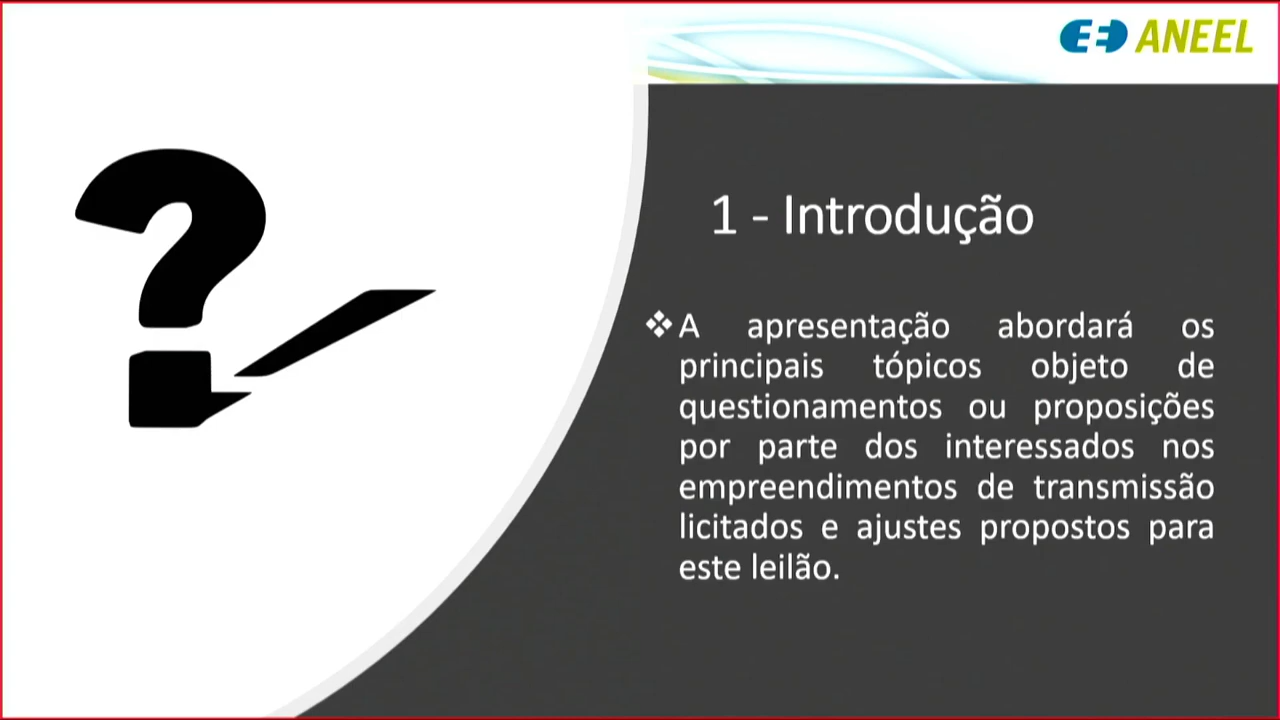 ANEEL
1 - Introdução
❖ A apresentação abordará os
principais tópicos objeto de
questionamentos ou proposições
por parte dos interessados nos
empreendimentos de transmissão
licitados e ajustes propostos para
este leilão.